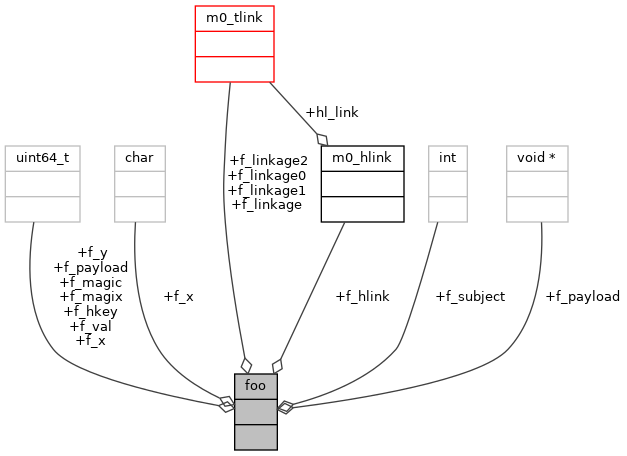 m0_tlink
+hl_link
uint64_t
char
m0_hlink
int
void *
+f_linkage2
+f_linkage0
+f_linkage1
+f_linkage
+f_y
+f_payload
+f_magic
+f_magix
+f_hkey
+f_val
+f_x
+f_x
+f_hlink
+f_subject
+f_payload
foo